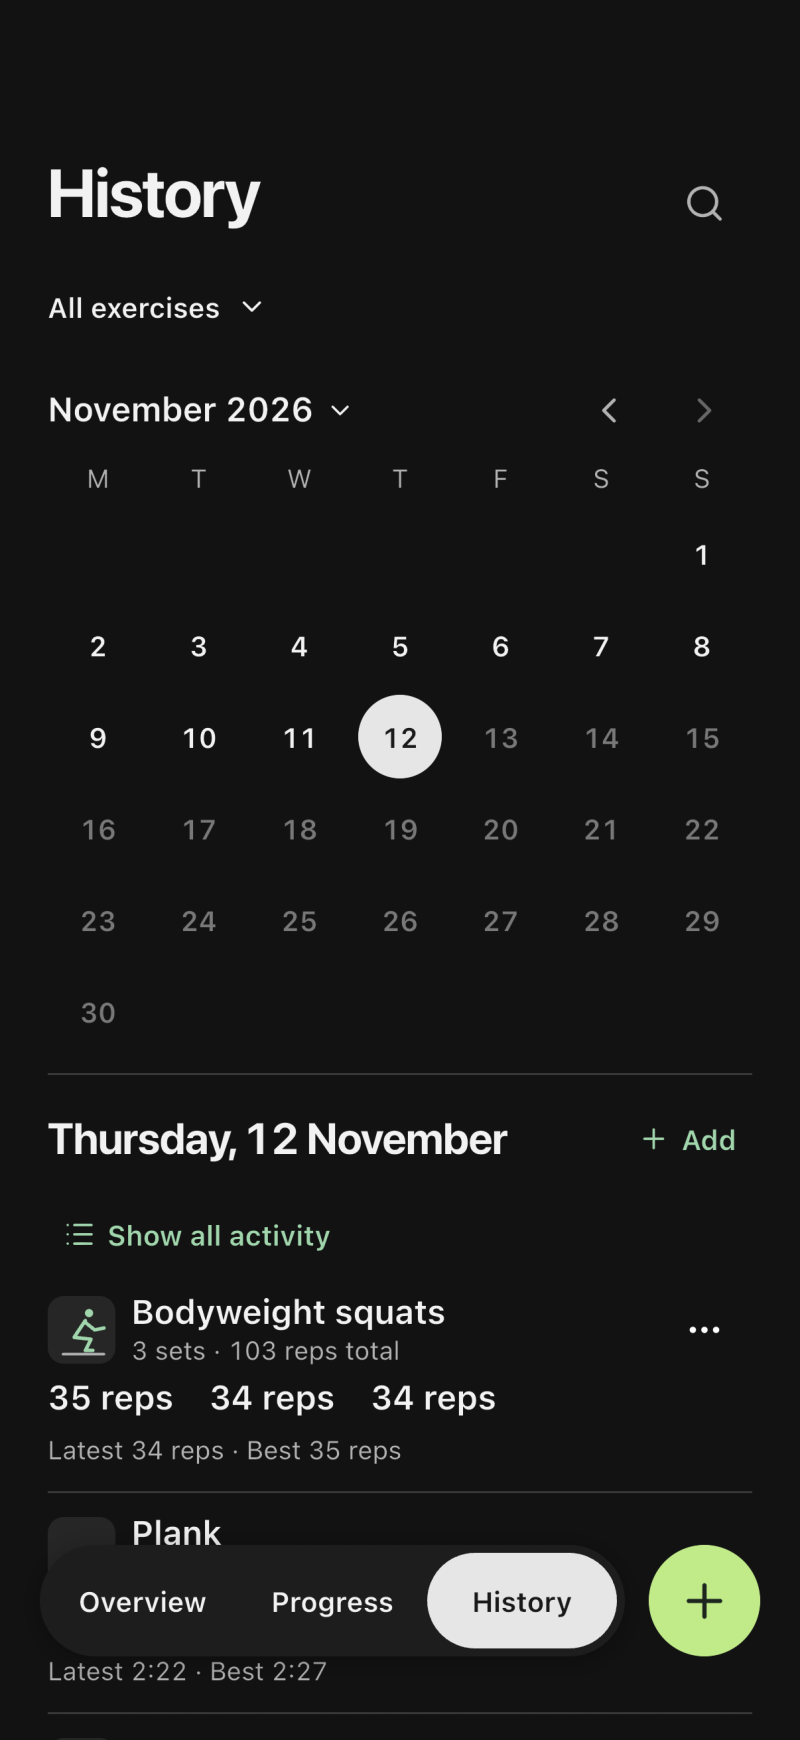 History
All exercises
November 2026
M T W T F S S
1
2 3 4 5 6 7 8
9 10 11 12 13 14 15
16 17 18 19 20 21 22
23 24 25 26 27 28 29
30
Thursday, 12 November
+ Add
Show all activity
Bodyweight squats
3 sets · 103 reps total
35 reps 34 reps 34 reps
Latest 34 reps · Best 35 reps
Plank
Overview Progress History
Latest 2:22 · Best 2:27